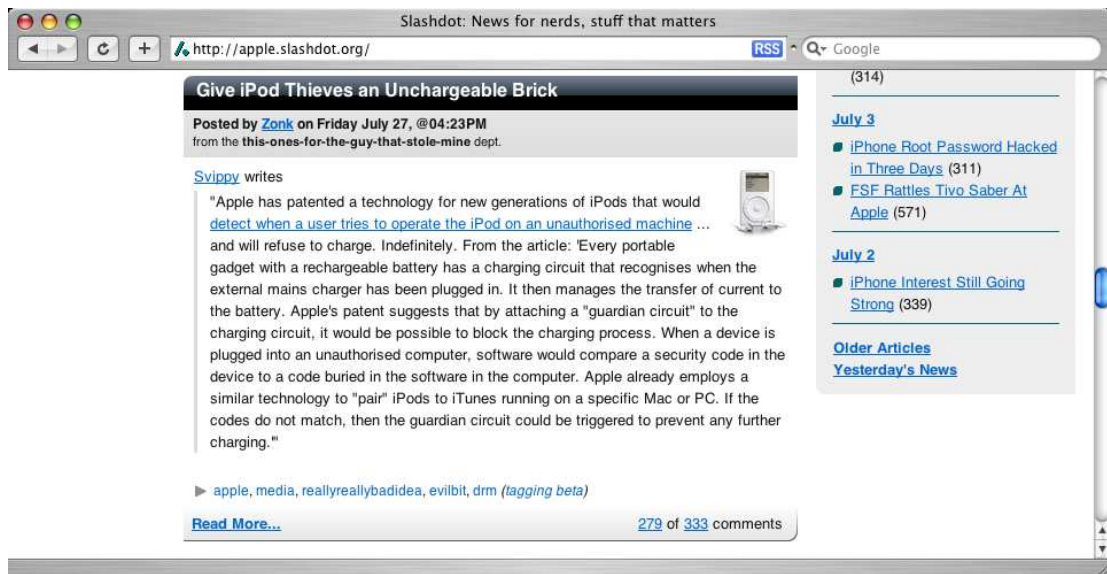 Slashdot: News for nerds, stuff that matters
http://apple.slashdot.org/
RSS
Google
Give iPod Thieves an Unchargeable Brick
Posted by Zonk on Friday July 27, @04:23PM
from the this-ones-for-the-guy-that-stole-mine dept.
Svippy writes
"Apple has patented a technology for new generations of iPods that would
detect when a user tries to operate the iPod on an unauthorised machine ...
and will refuse to charge. Indefinitely. From the article: 'Every portable
gadget with a rechargeable battery has a charging circuit that recognises when the
external mains charger has been plugged in. It then manages the transfer of current to
the battery. Apple's patent suggests that by attaching a "guardian circuit" to the
charging circuit, it would be possible to block the charging process. When a device is
plugged into an unauthorised computer, software would compare a security code in the
device to a code buried in the software in the computer. Apple already employs a
similar technology to "pair" iPods to iTunes running on a specific Mac or PC. If the
codes do not match, then the guardian circuit could be triggered to prevent any further
charging.'"
apple, media, reallyreallybadidea, evilbit, drm (tagging beta)
Read More...
279 of 333 comments
(314)
July 3
iPhone Root Password Hacked
in Three Days (311)
FSF Rattles Tivo Saber At
Apple (571)
July 2
iPhone Interest Still Going
Strong (339)
Older Articles
Yesterday's News